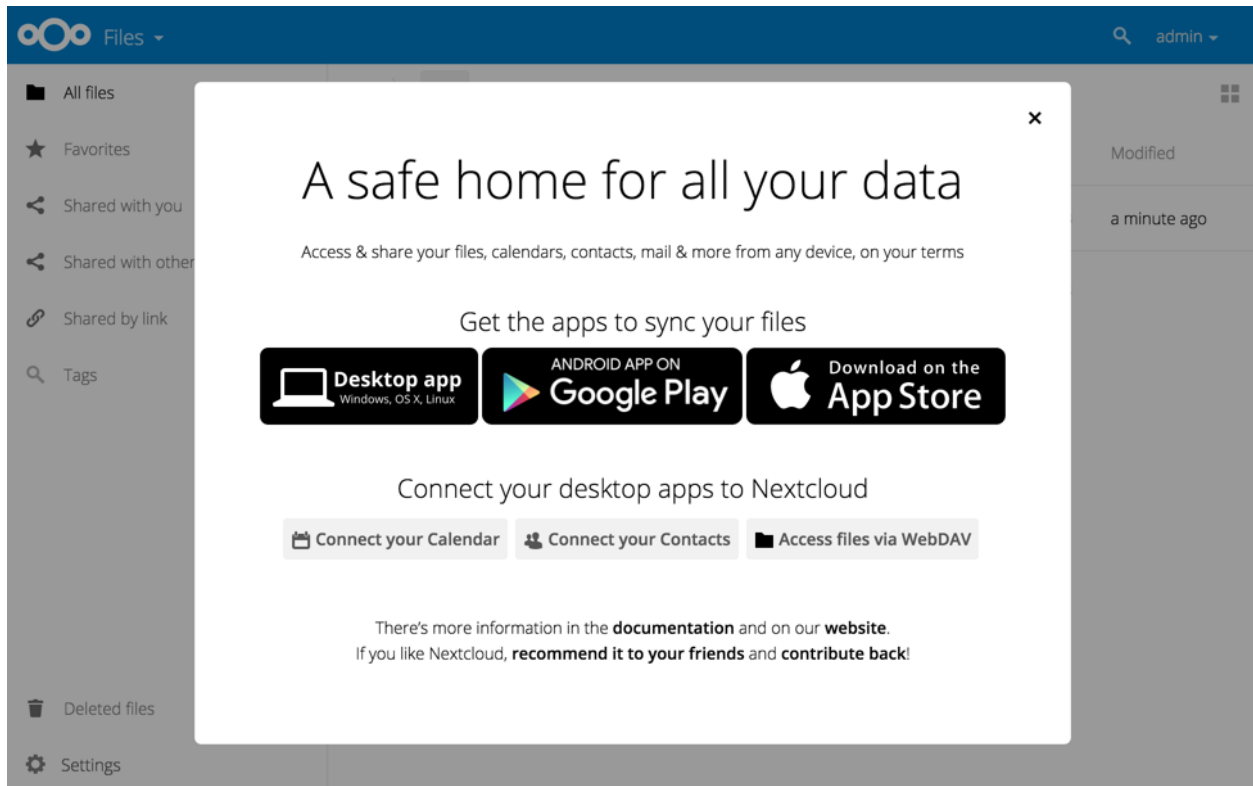 Files
admin
All files
Favorites
Modified
Shared with you
a minute ago
Shared with other
Shared by link
Tags
Deleted files
Settings
A safe home for all your data
Access & share your files, calendars, contacts, mail & more from any device, on your terms
Get the apps to sync your files
Desktop app
Windows, OS X, Linux
ANDROID APP ON
Google Play
Download on the
App Store
Connect your desktop apps to Nextcloud
Connect your Calendar
Connect your Contacts
Access files via WebDAV
There's more information in the documentation and on our website.
If you like Nextcloud, recommend it to your friends and contribute back!